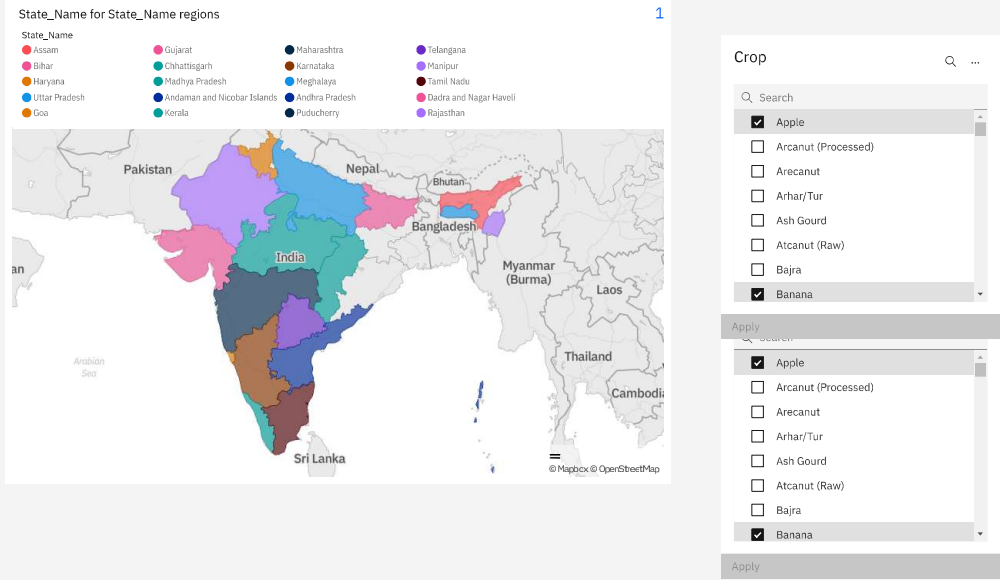 State_Name for State_Name regions
1
State_Name
Assam
Gujarat
Maharashtra
Telangana
Bihar
Chhattisgarh
Karnataka
Manipur
Haryana
Madhya Pradesh
Meghalaya
Tamil Nadu
Uttar Pradesh
Andaman and Nicobar Islands
Andhra Pradesh
Dadra and Nagar Haveli
Goa
Kerala
Puducherry
Rajasthan
Pakistan
Nepal
Bhutan
Bangladesh
India
an
Myanmar
(Burma)
Laos
Arabian
Sea
Thailand
Cambodia
Sri Lanka
© Mapbox © OpenStreetMap
Crop
...
Search
Apple
Arcanut (Processed)
Arecanut
Arhar/Tur
Ash Gourd
Atcanut (Raw)
Bajra
Banana
Apply
Search
Apple
Arcanut (Processed)
Arecanut
Arhar/Tur
Ash Gourd
Atcanut (Raw)
Bajra
Banana
Apply